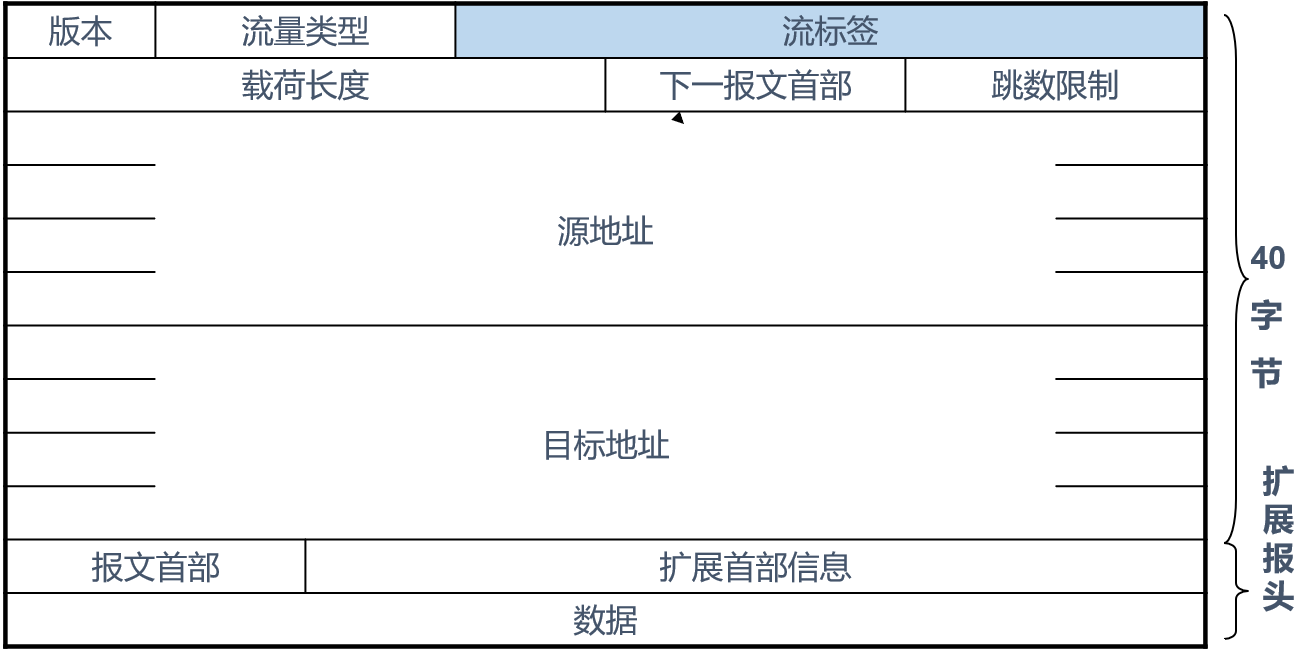 版本
流量类型
流标签
载荷长度
下一报文首部
跳数限制
源地址
目标地址
报文首部
扩展首部信息
数据
40
字
节
扩
展
报
头